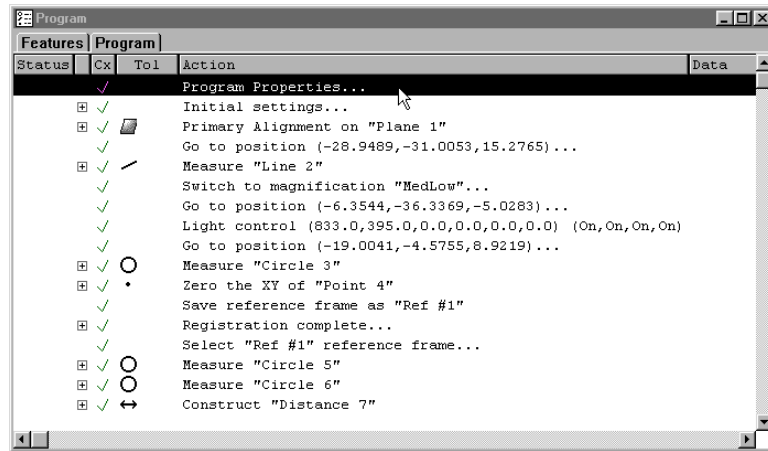 Program
Features Program
Status Cx Tol Action Data
Program Properties...
Initial settings...
Primary Alignment on "Plane 1"
Go to position (-28.9489,-31.0053,15.2765)...
Measure "Line 2"
Switch to magnification "MedLow"...
Go to position (-6.3544,-36.3369,-5.0283)...
Light control (833.0,395.0,0.0,0.0,0.0,0.0) (On,On,On,On)
Go to position (-19.0041,-4.5755,8.9219)...
Measure "Circle 3"
Zero the XY of "Point 4"
Save reference frame as "Ref #1"
Registration complete...
Select "Ref #1" reference frame...
Measure "Circle 5"
Measure "Circle 6"
Construct "Distance 7"